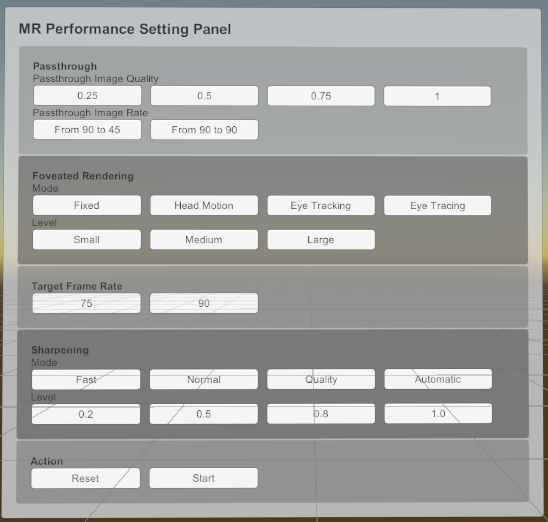 MR Performance Setting Panel
Passthrough
Passthrough Image Quality
0.25 0.5 0.75 1
Passthrough Image Rate
From 90 to 45 From 90 to 90
Foveated Rendering
Mode
Fixed Head Motion Eye Tracking Eye Tracing
Level
Small Medium Large
Target Frame Rate
75 90
Sharpening
Mode
Fast Normal Quality Automatic
Level
0.2 0.5 0.8 1.0
Action
Reset Start